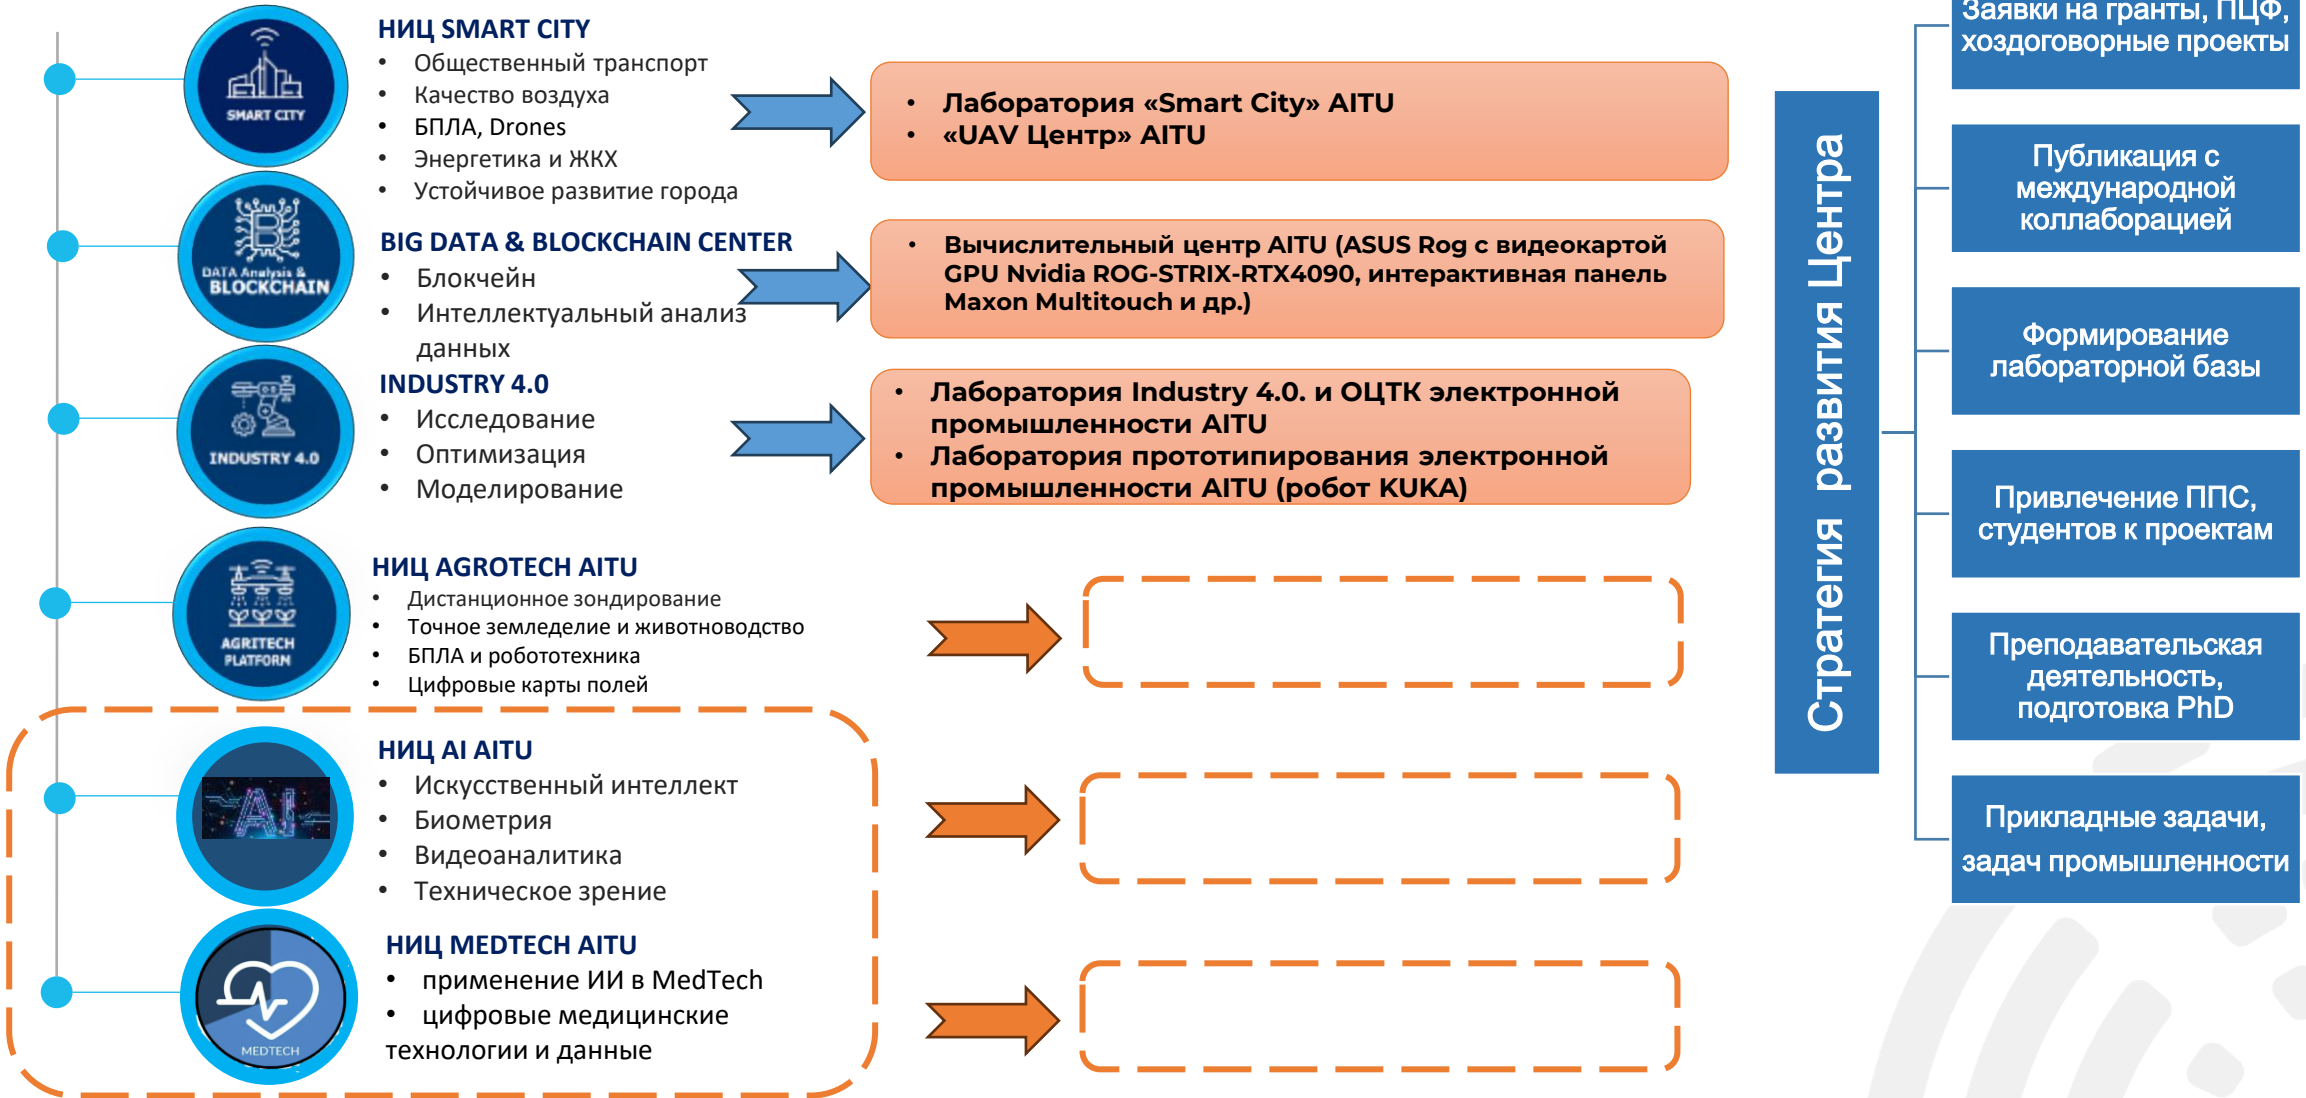 SMART CITY
НИЦ SMART CITY
• Общественный транспорт
• Качество воздуха
• БПЛА, Drones
• Энергетика и ЖКХ
• Устойчивое развитие города
• Лаборатория «Smart City» AITU
• «UAV Центр» AITU
DATA Analysis &
BLOCKCHAIN
BIG DATA & BLOCKCHAIN CENTER
• Блокчейн
• Интеллектуальный анализ
данных
• Вычислительный центр AITU (ASUS Rog с видеокартой
GPU Nvidia ROG-STRIX-RTX4090, интерактивная панель
Maxon Multitouch и др.)
INDUSTRY 4.0
INDUSTRY 4.0
• Исследование
• Оптимизация
• Моделирование
• Лаборатория Industry 4.0. и ОЦТК электронной
промышленности AITU
• Лаборатория прототипирования электронной
промышленности AITU (робот KUKA)
AGRITECH
PLATFORM
НИЦ AGROTECH AITU
• Дистанционное зондирование
• Точное земледелие и животноводство
• БПЛА и робототехника
• Цифровые карты полей
AI
НИЦ AI AITU
• Искусственный интеллект
• Биометрия
• Видеоаналитика
• Техническое зрение
MEDTECH
НИЦ MEDTECH AITU
• применение ИИ в MedTech
• цифровые медицинские
технологии и данные
Стратегия развития Центра
Заявки на гранты, ПЦФ,
хоздоговорные проекты
Публикация с
международной
коллаборацией
Формирование
лабораторной базы
Привлечение ППС,
студентов к проектам
Преподавательская
деятельность,
подготовка PhD
Прикладные задачи,
задач промышленности